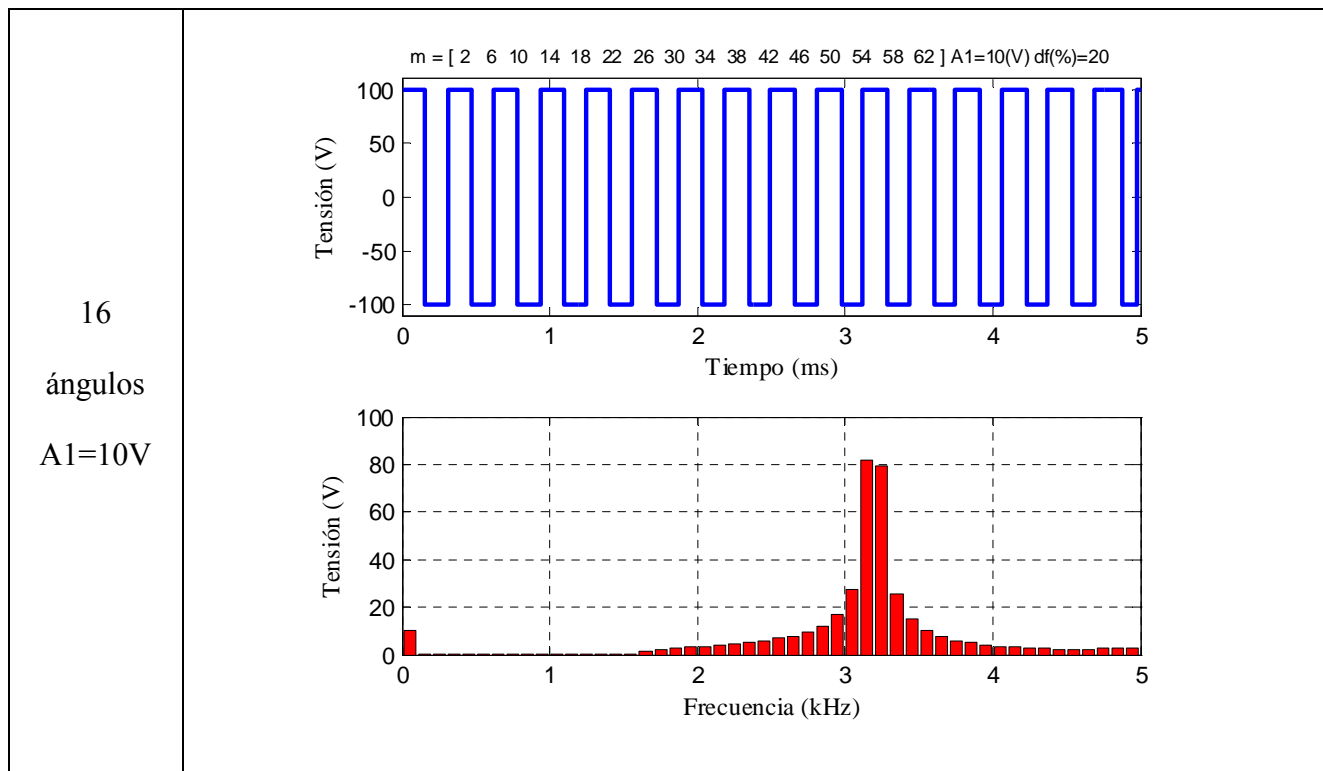 16
ángulos
A1=10V
m = [ 2 6 10 14 18 22 26 30 34 38 42 46 50 54 58 62 ] A1=10(V) df(%)=20
Tensión (V)
100
50
0
-50
-100
0 1 2 3 4 5
Tiempo (ms)
Tensión (V)
100
80
60
40
20
0
0 1 2 3 4 5
Frecuencia (kHz)